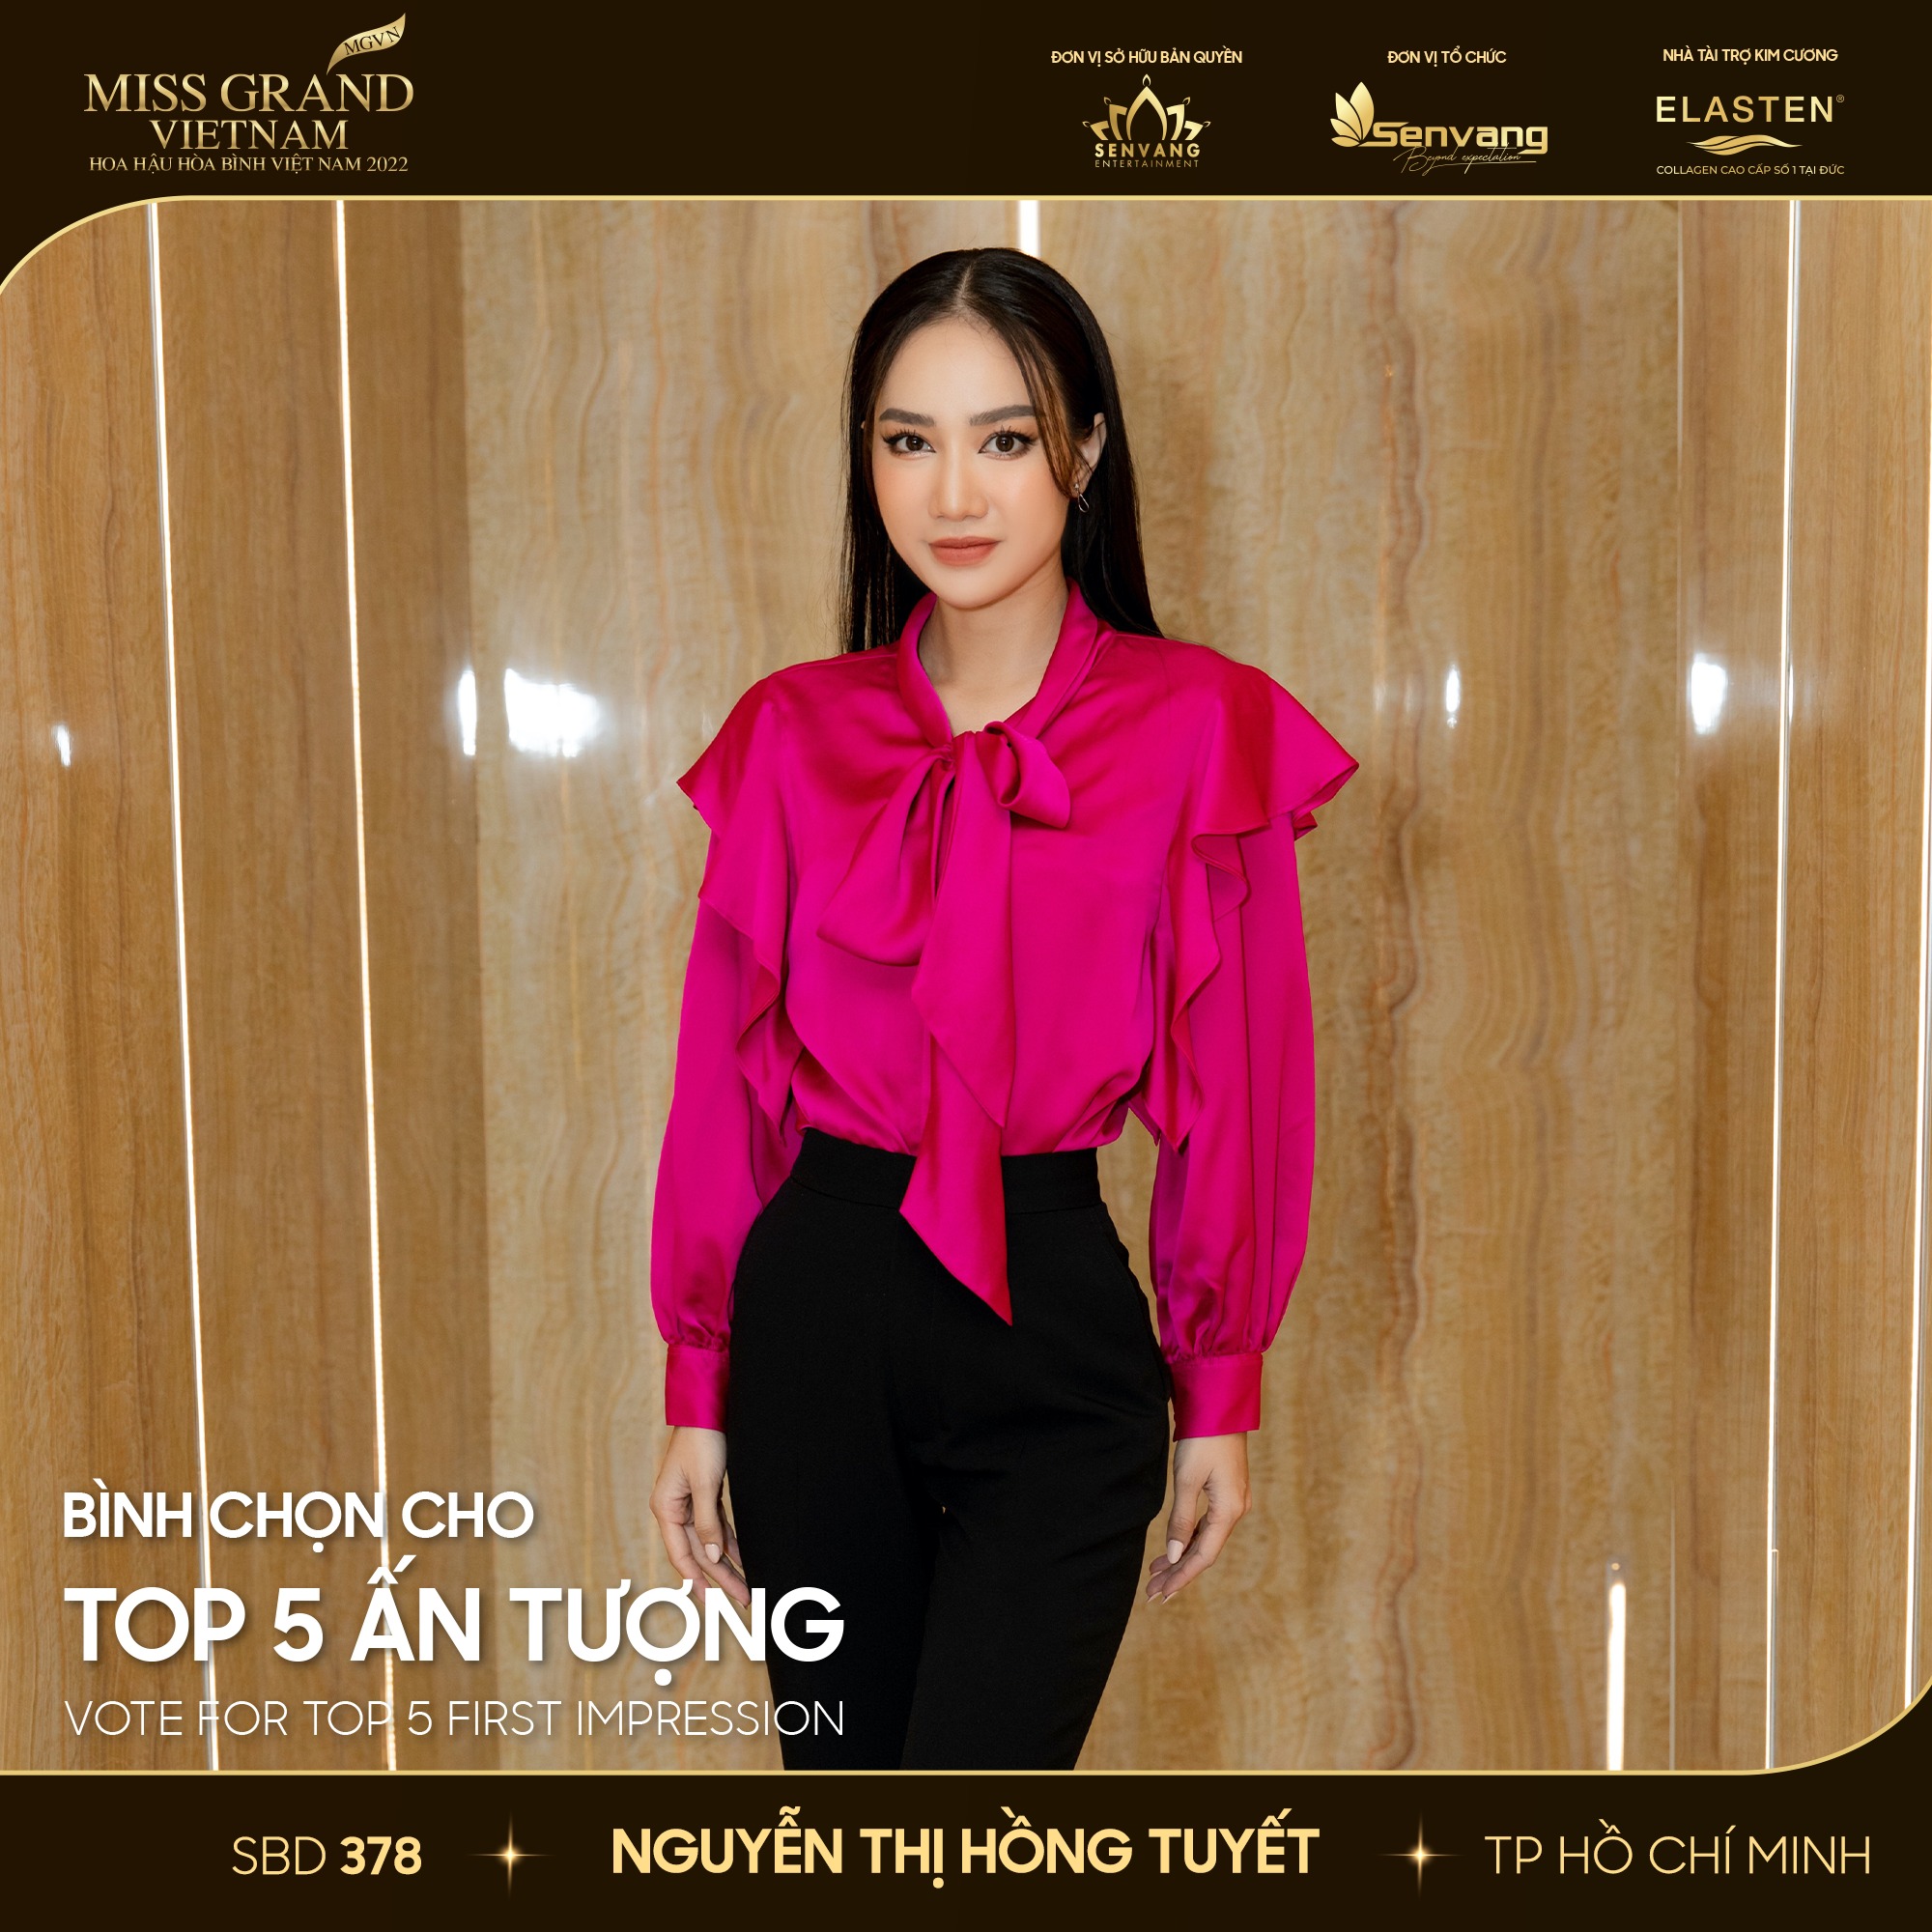 MGVN
MISS GRAND
VIETNAM
HOA HẬU HÒA BÌNH VIỆT NAM 2022
ĐƠN VỊ SỞ HỮU BẢN QUYỀN
SENVANG
ENTERTAINMENT
ĐƠN VỊ TỔ CHỨC
Senvang
Beyond expectation
NHÀ TÀI TRỢ KIM CƯƠNG
ELASTEN®
COLLAGEN CAO CẤP SỐ 1 TẠI ĐỨC
BÌNH CHỌN CHO
TOP 5 ẤN TƯỢNG
VOTE FOR TOP 5 FIRST IMPRESSION
SBD 378 NGUYỄN THỊ HỒNG TUYẾT TP HỒ CHÍ MINH